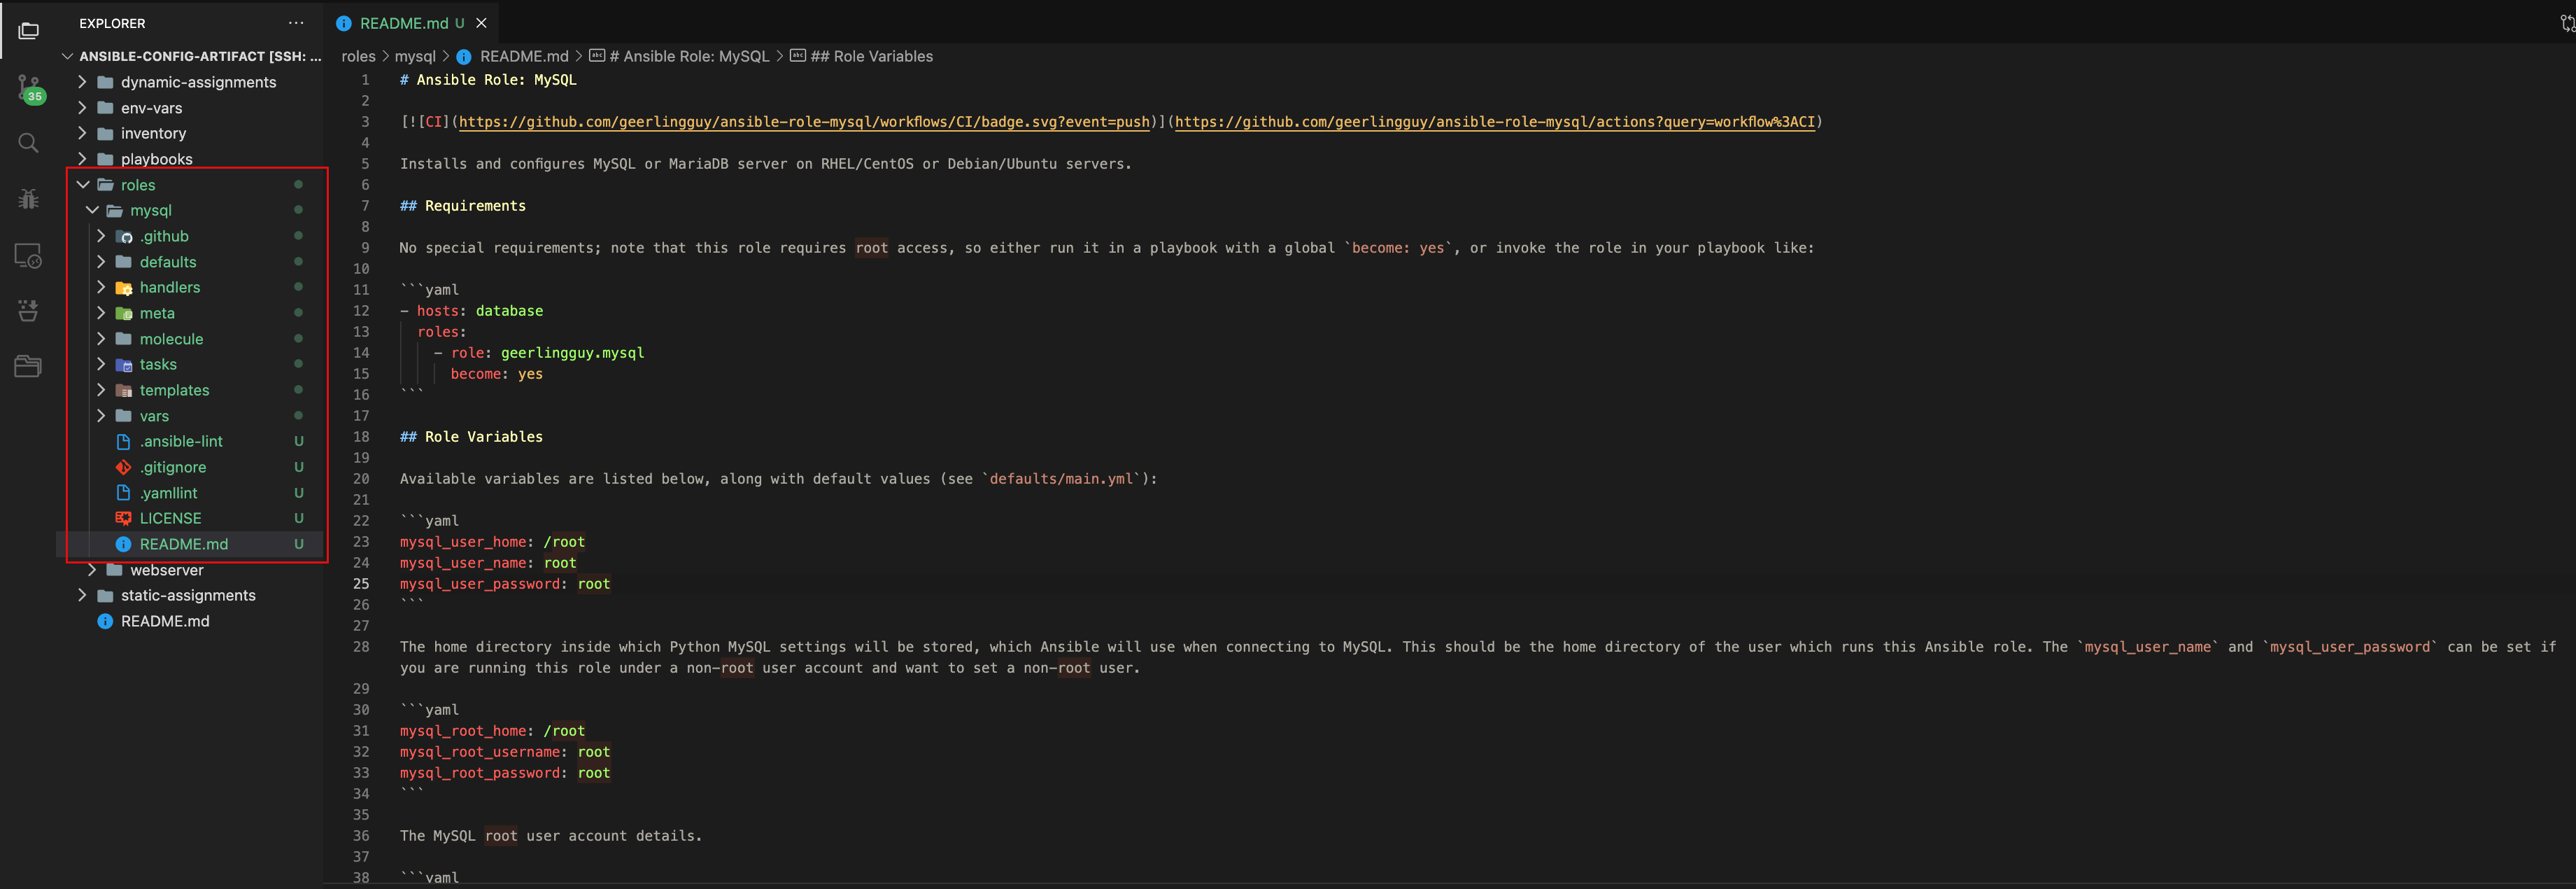 EXPLORER
ANSIBLE-CONFIG-ARTIFACT [SSH: ...
dynamic-assignments
env-vars
inventory
playbooks
roles
mysql
.github
defaults
handlers
meta
molecule
tasks
templates
vars
.ansible-lint U
.gitignore U
.yamllint U
LICENSE U
README.md U
webserver
static-assignments
README.md
35
README.md U
roles > mysql > README.md > # Ansible Role: MySQL > ## Role Variables
1 # Ansible Role: MySQL
2
3 [![CI](https://github.com/geerlingguy/ansible-role-mysql/workflows/CI/badge.svg?event=push)](https://github.com/geerlingguy/ansible-role-mysql/actions?query=workflow%3ACI)
4
5 Installs and configures MySQL or MariaDB server on RHEL/CentOS or Debian/Ubuntu servers.
6
7 ## Requirements
8
9 No special requirements; note that this role requires root access, so either run it in a playbook with a global `become: yes`, or invoke the role in your playbook like:
10
11 ```yaml
12 - hosts: database
13 roles:
14 - role: geerlingguy.mysql
15 become: yes
16 ```
17
18 ## Role Variables
19
20 Available variables are listed below, along with default values (see `defaults/main.yml`):
21
22 ```yaml
23 mysql_user_home: /root
24 mysql_user_name: root
25 mysql_user_password: root
26 ```
27
28 The home directory inside which Python MySQL settings will be stored, which Ansible will use when connecting to MySQL. This should be the home directory of the user which runs this Ansible role. The `mysql_user_name` and `mysql_user_password` can be set if
you are running this role under a non-root user account and want to set a non-root user.
29
30 ```yaml
31 mysql_root_home: /root
32 mysql_root_username: root
33 mysql_root_password: root
34 ```
35
36 The MySQL root user account details.
37
38 ```yaml